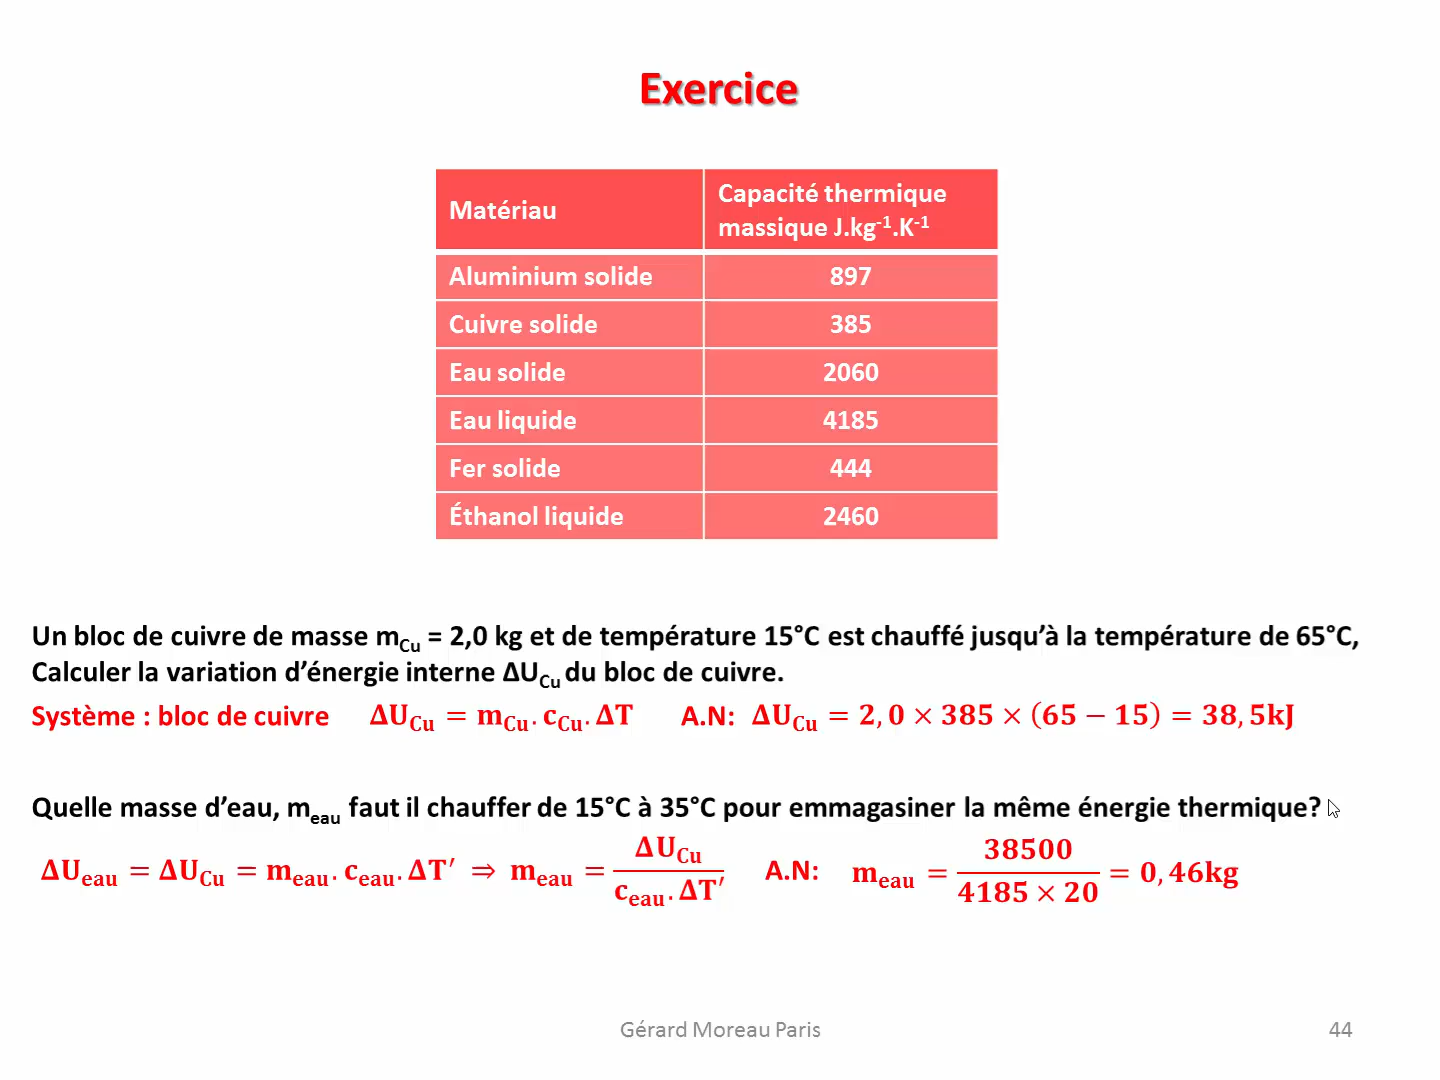 Exercice
Matériau
Capacité thermique
massique J.kg⁻¹.K⁻¹
Aluminium solide 897
Cuivre solide 385
Eau solide 2060
Eau liquide 4185
Fer solide 444
Éthanol liquide 2460
Un bloc de cuivre de masse m_Cu = 2,0 kg et de température 15°C est chauffé jusqu’à la température de 65°C,
Calculer la variation d’énergie interne ΔU_Cu du bloc de cuivre.
Système : bloc de cuivre ΔU_Cu = m_Cu. c_Cu. ΔT A.N: ΔU_Cu = 2, 0 × 385 × (65 − 15) = 38, 5kJ
Quelle masse d’eau, m_eau faut il chauffer de 15°C à 35°C pour emmagasiner la même énergie thermique?
ΔU_eau = ΔU_Cu = m_eau. c_eau. ΔT′ ⇒ m_eau = ΔU_Cu / c_eau. ΔT′ A.N: m_eau = 38500 / 4185 × 20 = 0, 46kg
Gérard Moreau Paris 44